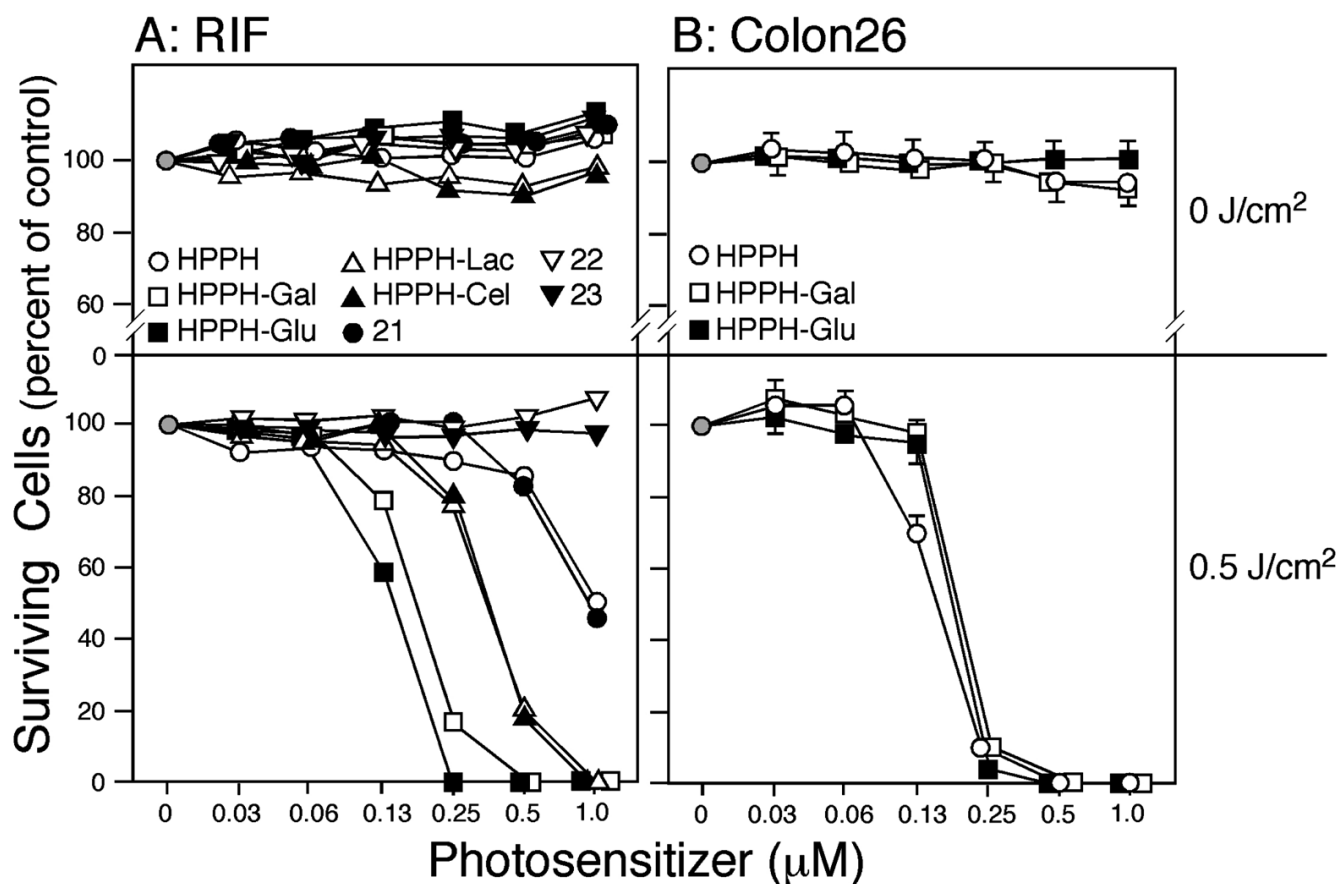 A: RIF
B: Colon26
Surviving Cells (percent of control)
100
80
60
0
100
80
60
40
20
0
HPPH
HPPH-Gal
HPPH-Glu
HPPH-Lac
HPPH-Cel
21
22
23
HPPH
HPPH-Gal
HPPH-Glu
0 J/cm²
0.5 J/cm²
0 0.03 0.06 0.13 0.25 0.5 1.0
0 0.03 0.06 0.13 0.25 0.5 1.0
Photosensitizer (μM)